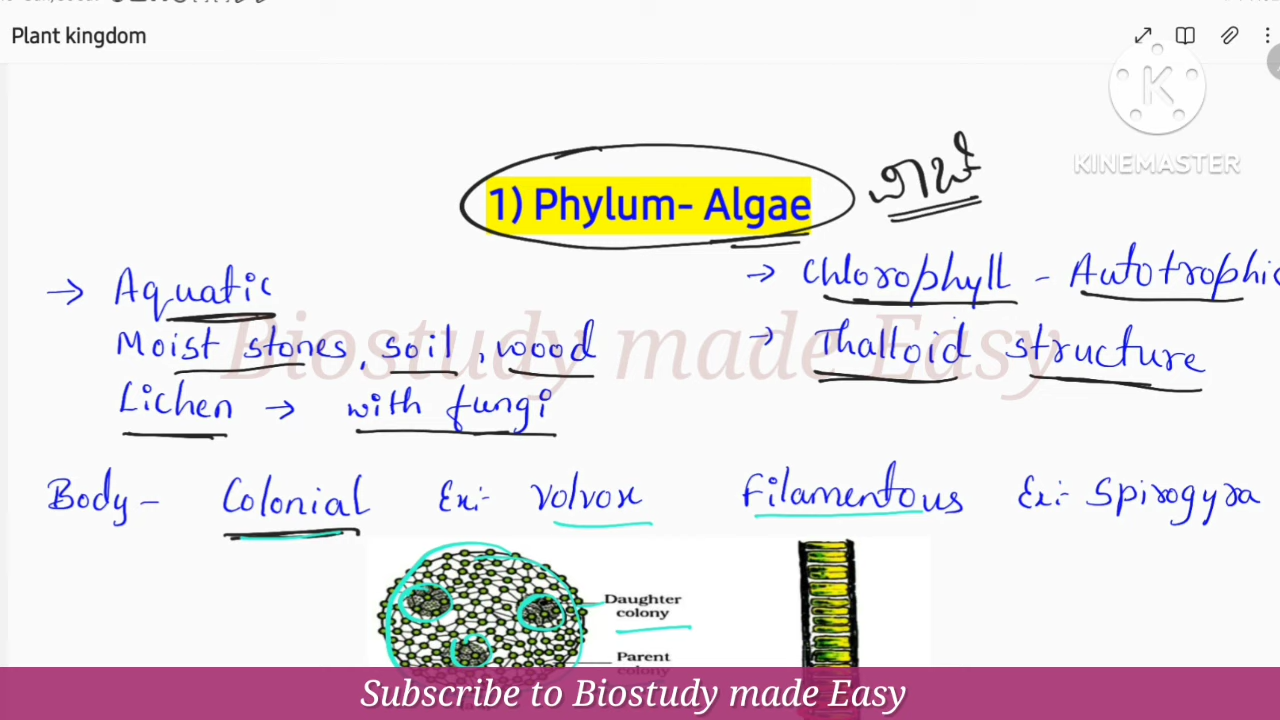 Plant kingdom
KINEMASTER
1) Phylum- Algae
→ Aquatic
Moist stones, soil, wood
Lichen → with fungi
→ Chlorophyll - Autotrophic
→ Thalloid structure
Biostudy made Easy
Body - Colonial Ex:- Volvox Filamentous Ex:- Spirogyra
Daughter
colony
Parent
colony
Subscribe to Biostudy made Easy